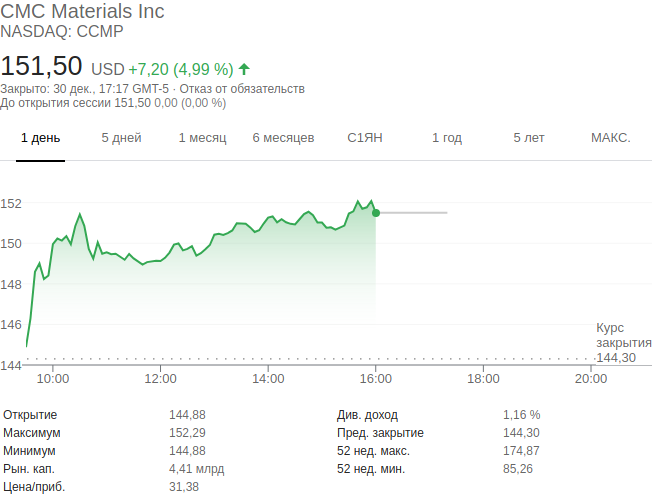 CMC Materials Inc
NASDAQ: CCMP
151,50 USD +7,20 (4,99 %)
Закрыто: 30 дек., 17:17 GMT-5 · Отказ от обязательств
До открытия сессии 151,50 0,00 (0,00 %)
1 день 5 дней 1 месяц 6 месяцев С1ЯН 1 год 5 лет МАКС.
152
150
148
146
Курс
закрытия
144,30
144
10:00 12:00 14:00 16:00 18:00 20:00
Открытие 144,88 Див. доход 1,16 %
Максимум 152,29 Пред. закрытие 144,30
Минимум 144,88 52 нед. макс. 174,87
Рын. кап. 4,41 млрд 52 нед. мин. 85,26
Цена/приб. 31,38